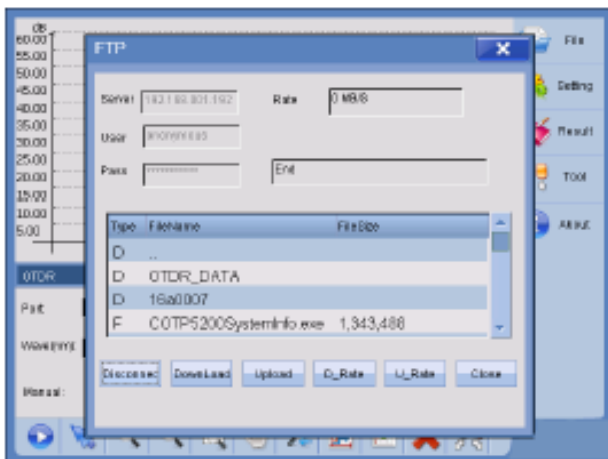 dB
60.00
55.00
50.00
45.00
40.00
35.00
30.00
25.00
20.00
15.00
10.00
5.00
FTP
File
Setting
Result
Tool
About
Server
Rate
0 MB/S
User
anonymous
Pass
***********
End
Type FileName FileSize
D ..
D OTDR_DATA
D 16a0007
F COTP5200SystemInfo.exe 1,343,488
Disconnec DownLoad Upload D_Rate U_Rate Close
OTDR
Manual: